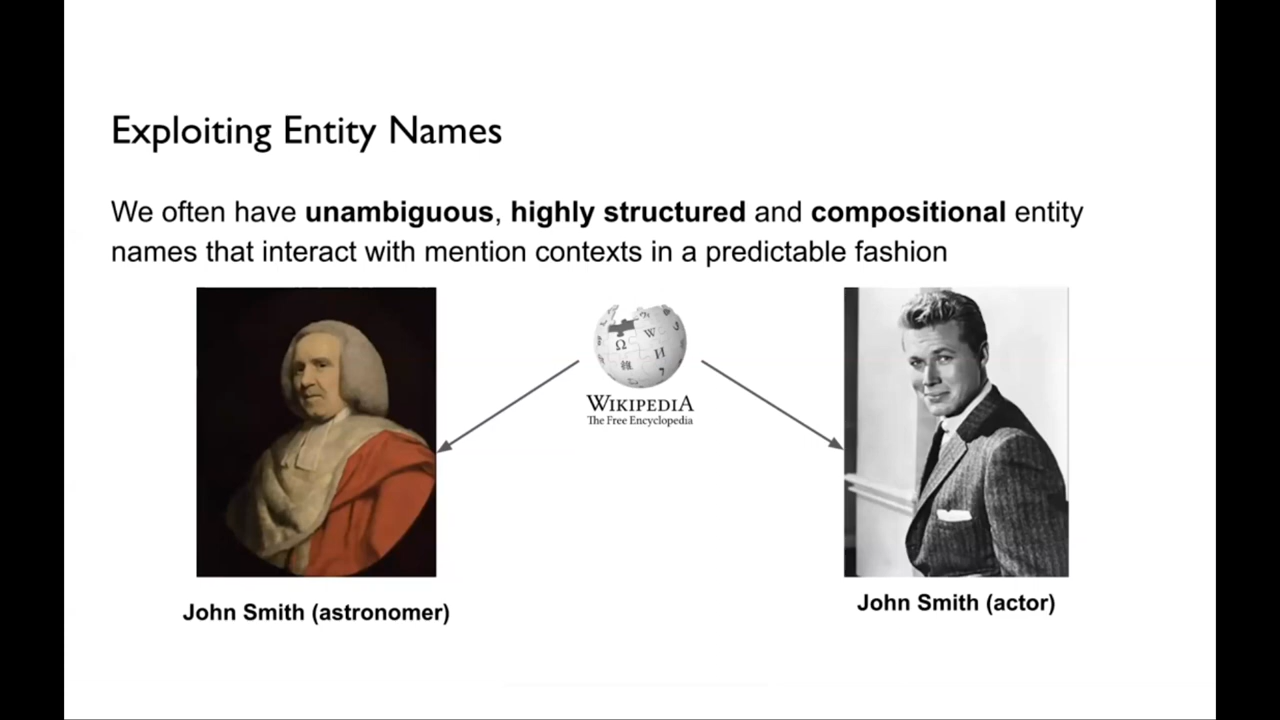 Exploiting Entity Names
We often have unambiguous, highly structured and compositional entity
names that interact with mention contexts in a predictable fashion
WIKIPEDIA
The Free Encyclopedia
John Smith (astronomer)
John Smith (actor)